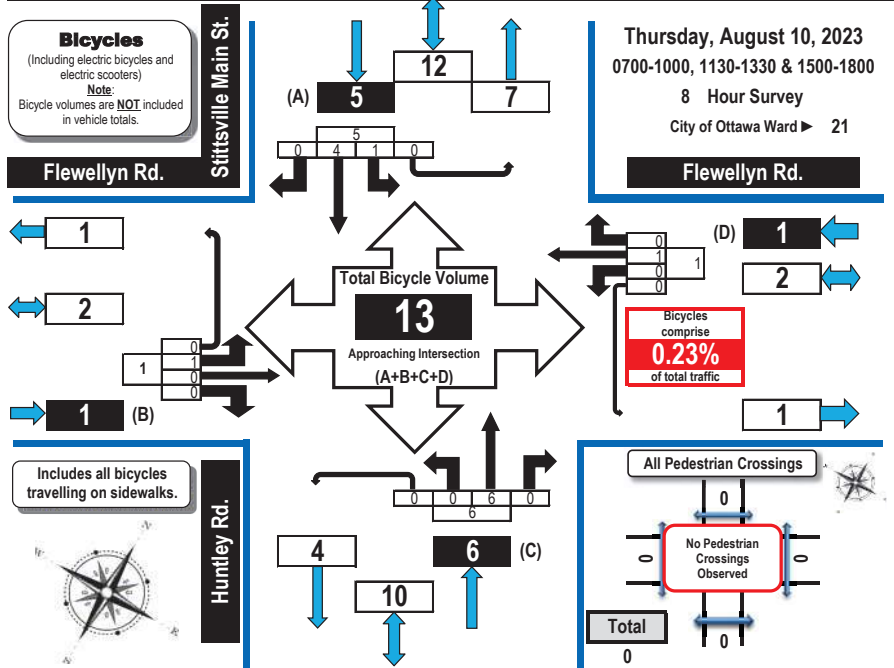 Bicycles
(Including electric bicycles and
electric scooters)
Note:
Bicycle volumes are NOT included
in vehicle totals.
Stittsville Main St.
Flewellyn Rd.
12
(A)
5
7
5
0 4 1 0
Thursday, August 10, 2023
0700-1000, 1130-1330 & 1500-1800
8 Hour Survey
City of Ottawa Ward ► 21
Flewellyn Rd.
1
2
0
1
0
0
1
1
(B)
Total Bicycle Volume
13
Approaching Intersection
(A+B+C+D)
0
1
0
0
1
(D)
1
2
Bicycles
comprise
0.23%
of total traffic
1
Includes all bicycles
travelling on sidewalks.
Huntley Rd.
N
W
S
0 0 6 0
6
4
6
(C)
10
All Pedestrian Crossings
0
0
No Pedestrian
Crossings
Observed
0
0
Total
0